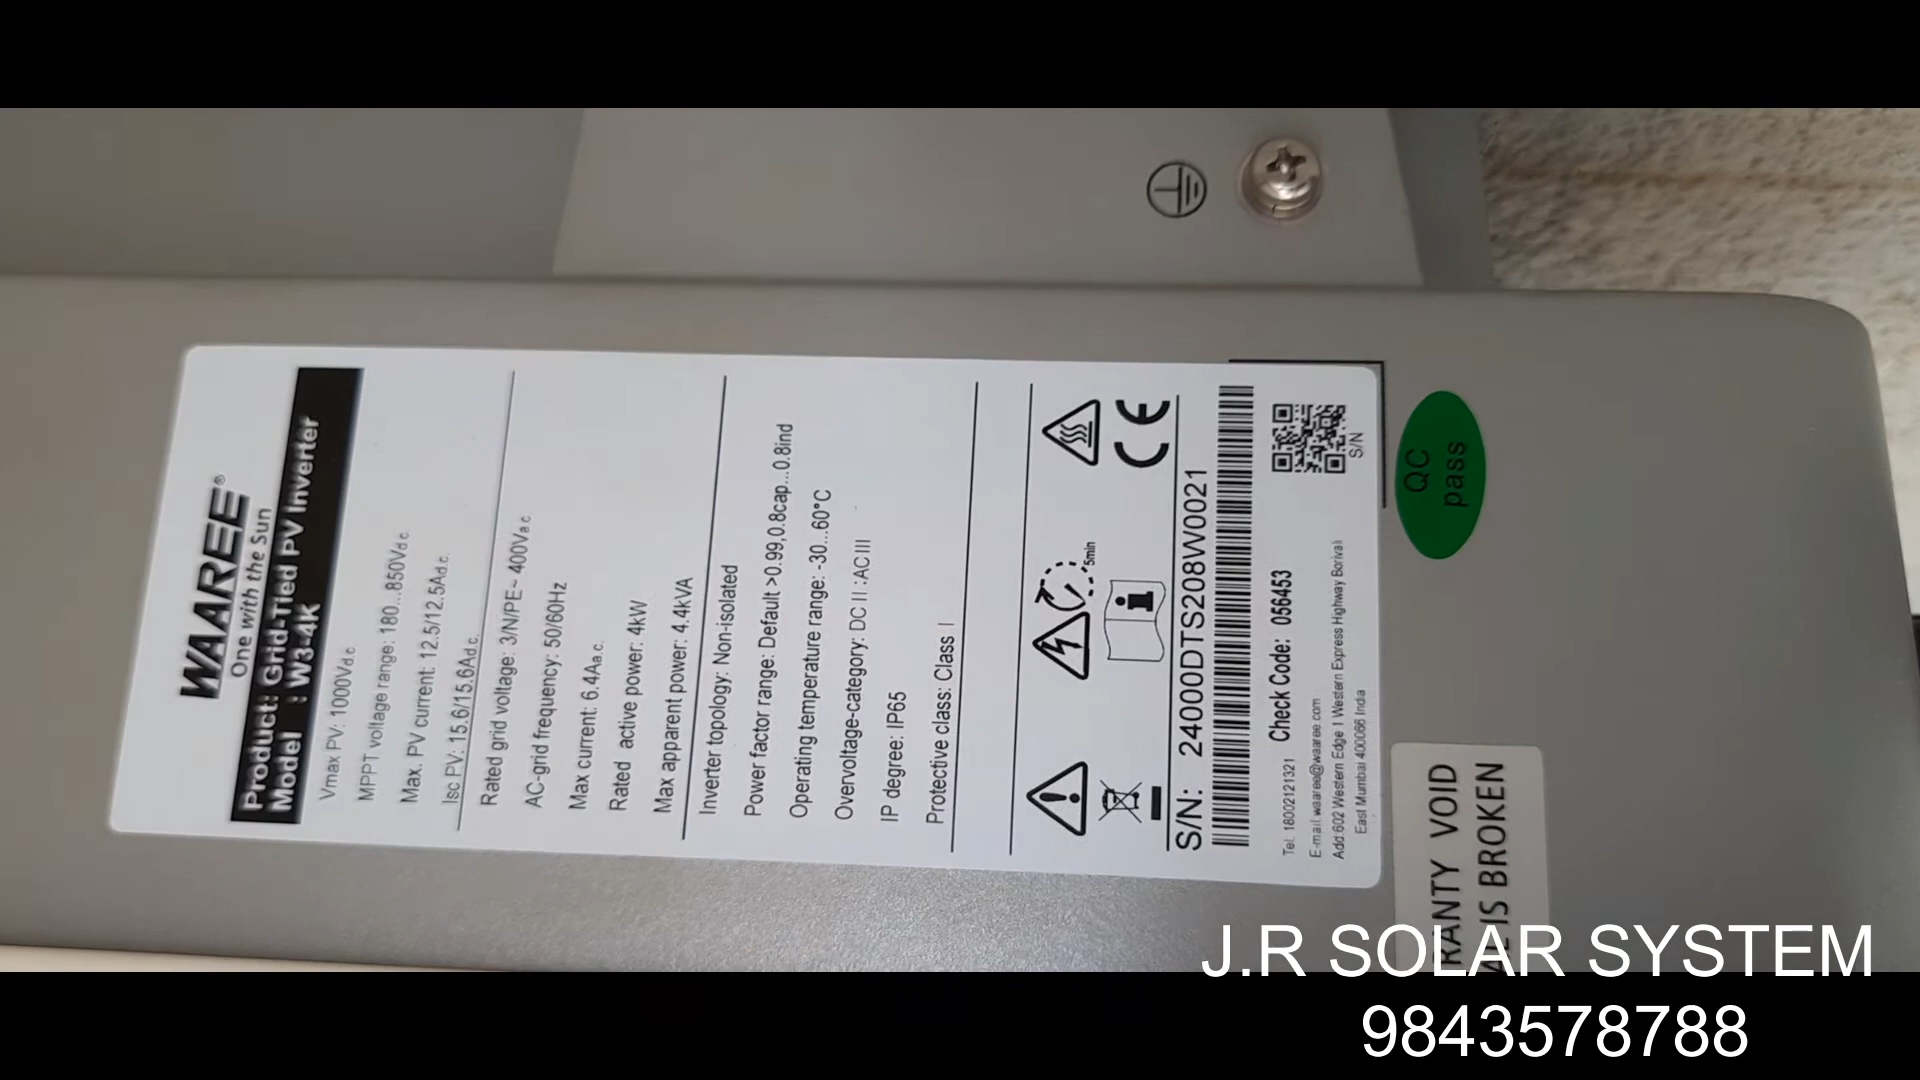 WAAREE®
One with the Sun
Product: Grid-Tied PV Inverter
Model : W3-4K
Vmax PV: 1000Vd.c
MPPT voltage range: 180...850Vd.c
Max. PV current: 12.5/12.5Ad.c.
Isc PV: 15.6/15.6Ad.c.
Rated grid voltage: 3/N/PE~ 400Va.c
AC-grid frequency: 50/60Hz
Max current: 6.4Aa.c.
Rated active power: 4kW
Max apparent power: 4.4kVA
Inverter topology: Non-isolated
Power factor range: Default >0.99,0.8cap...0.8ind
Operating temperature range: -30...60°C
Overvoltage-category: DC II :AC III
IP degree: IP65
Protective class: Class I
5min
CE
S/N: 24000DTS208W0021
Check Code: 056453
S/N
Tel. 18002121321
E-mail:waaree@waaree.com
Add:602 Western Edge 1 Western Express Highway Borivali
East Mumbai 400066 India
QC
pass
RANTY VOID
IS BROKEN
J.R SOLAR SYSTEM
9843578788